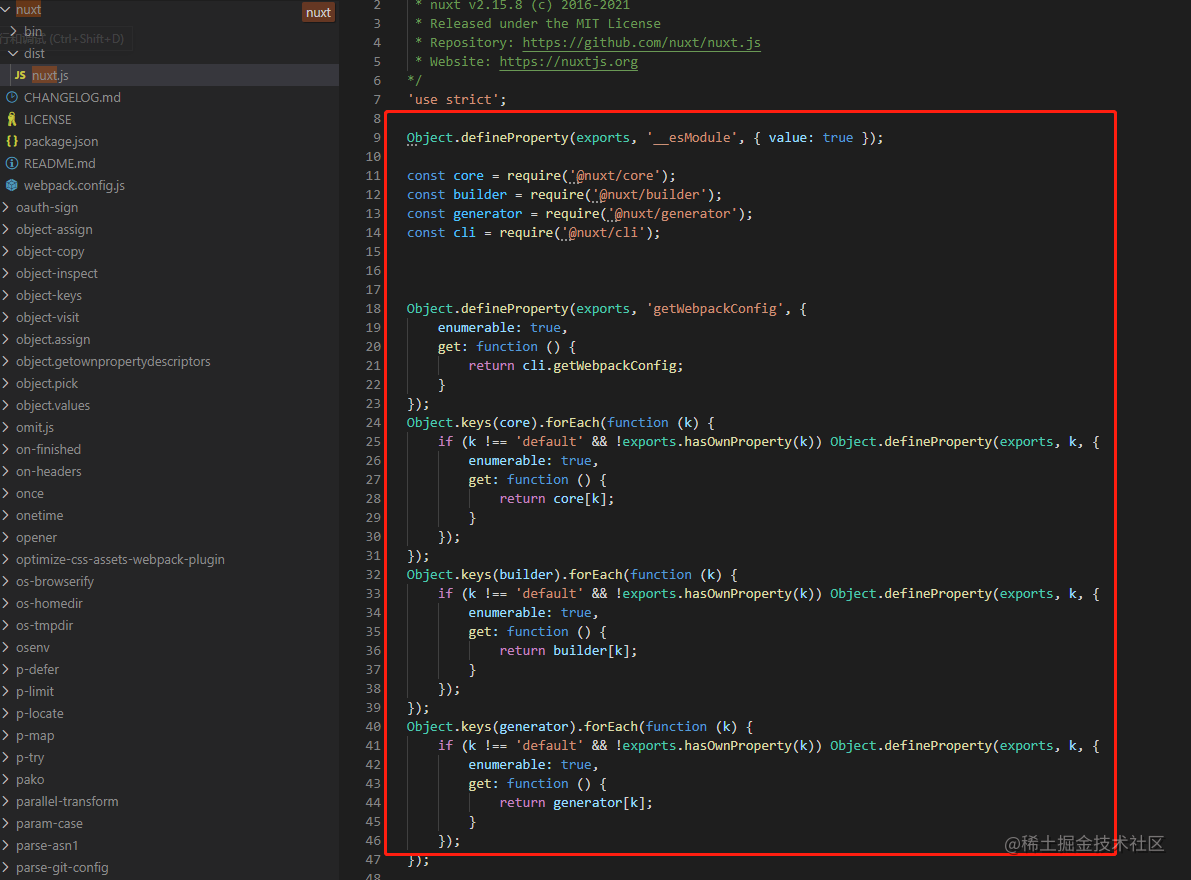 nuxt
nuxt
bin
(Ctrl+Shift+D)
dist
JS nuxt.js
CHANGELOG.md
LICENSE
{} package.json
README.md
webpack.config.js
oauth-sign
object-assign
object-copy
object-inspect
object-keys
object-visit
object.assign
object.getownpropertydescriptors
object.pick
object.values
omit.js
on-finished
on-headers
once
onetime
opener
optimize-css-assets-webpack-plugin
os-browserify
os-homedir
os-tmpdir
osenv
p-defer
p-limit
p-locate
p-map
p-try
pako
parallel-transform
param-case
parse-asn1
parse-git-config
2 * nuxt v2.15.8 (c) 2016-2021
3 * Released under the MIT License
4 * Repository: https://github.com/nuxt/nuxt.js
5 * Website: https://nuxtjs.org
6 */
7 'use strict';
8
9 Object.defineProperty(exports, '__esModule', { value: true });
10
11 const core = require('@nuxt/core');
12 const builder = require('@nuxt/builder');
13 const generator = require('@nuxt/generator');
14 const cli = require('@nuxt/cli');
15
16
17
18 Object.defineProperty(exports, 'getWebpackConfig', {
19 enumerable: true,
20 get: function () {
21 return cli.getWebpackConfig;
22 }
23 });
24 Object.keys(core).forEach(function (k) {
25 if (k !== 'default' && !exports.hasOwnProperty(k)) Object.defineProperty(exports, k, {
26 enumerable: true,
27 get: function () {
28 return core[k];
29 }
30 });
31 });
32 Object.keys(builder).forEach(function (k) {
33 if (k !== 'default' && !exports.hasOwnProperty(k)) Object.defineProperty(exports, k, {
34 enumerable: true,
35 get: function () {
36 return builder[k];
37 }
38 });
39 });
40 Object.keys(generator).forEach(function (k) {
41 if (k !== 'default' && !exports.hasOwnProperty(k)) Object.defineProperty(exports, k, {
42 enumerable: true,
43 get: function () {
44 return generator[k];
45 }
46 });
47 });
48
@稀土掘金技术社区